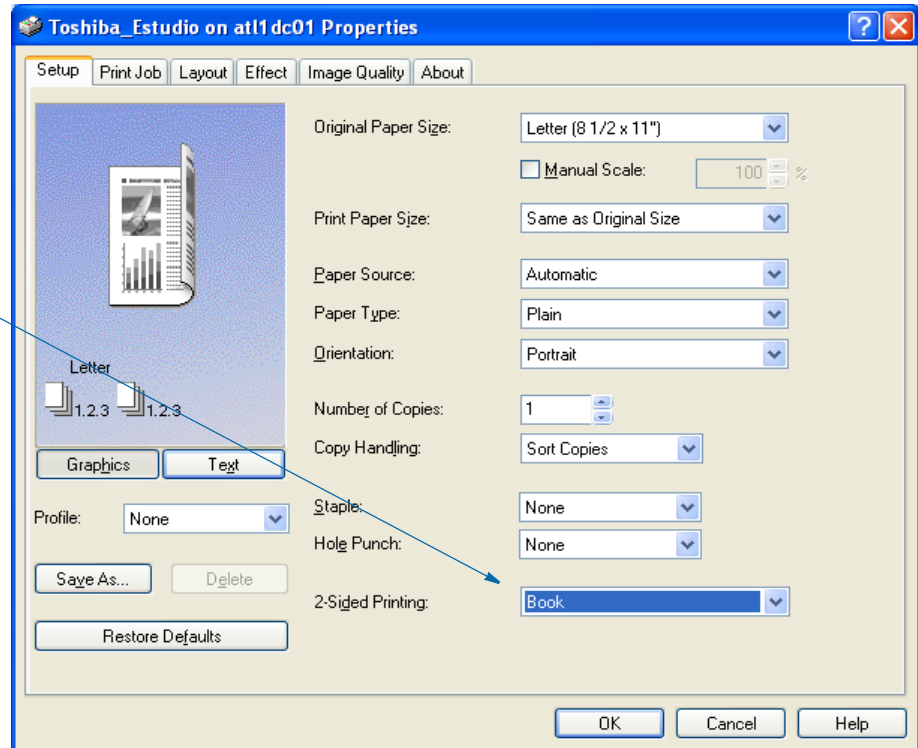 Toshiba_Estudio on atl1dc01 Properties
Setup Print Job Layout Effect Image Quality About
Original Paper Size: Letter (8 1/2 x 11")
Manual Scale: 100 %
Print Paper Size: Same as Original Size
Paper Source: Automatic
Paper Type: Plain
Orientation: Portrait
Letter
1.2.3 1.2.3
Number of Copies: 1
Copy Handling: Sort Copies
Graphics Text
Staple: None
Profile: None
Hole Punch: None
Save As... Delete
2-Sided Printing: Book
Restore Defaults
OK Cancel Help